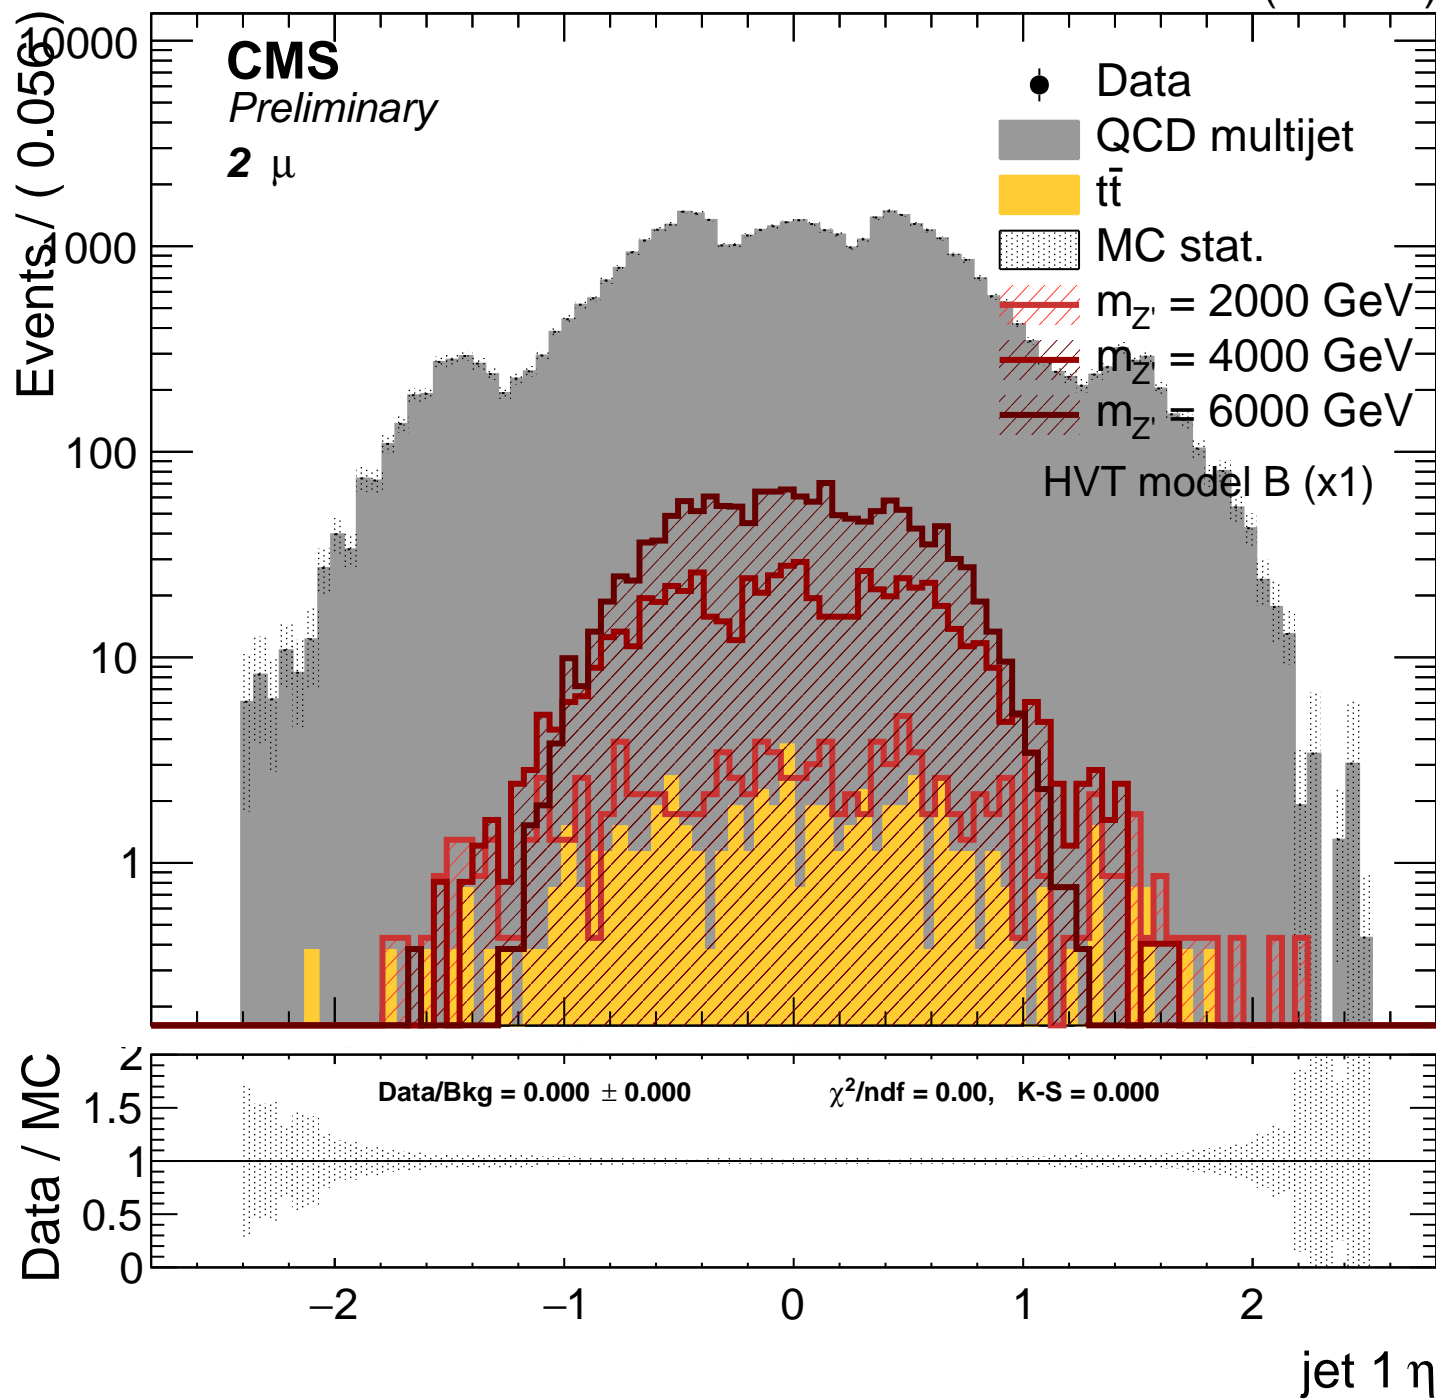 CMS
Preliminary
2 μ
Data
QCD multijet
tt̄
MC stat.
m_Z' = 2000 GeV
m_Z' = 4000 GeV
m_Z' = 6000 GeV
HVT model B (x1)
Events / ( 0.056 )
10000
1000
100
10
1
Data/Bkg = 0.000 ± 0.000
χ²/ndf = 0.00, K-S = 0.000
Data / MC
2
1.5
1
0.5
0
−2
−1
0
1
2
jet 1 η